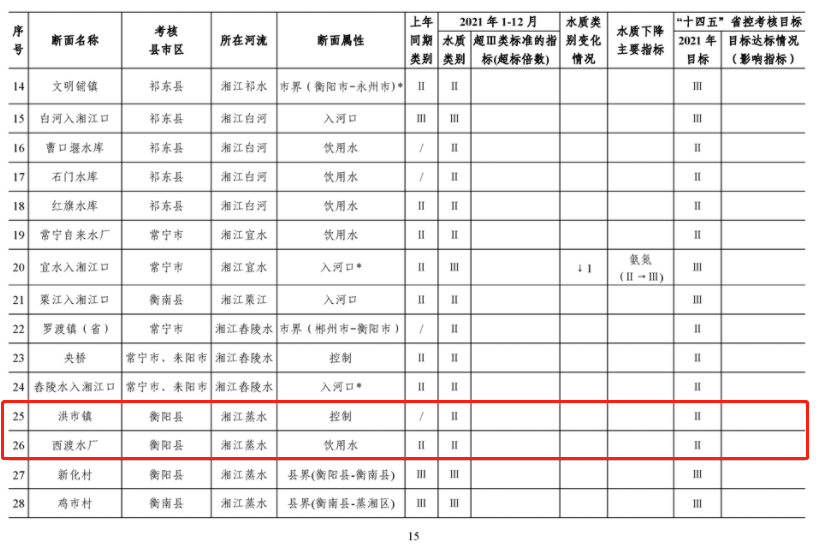 序号 断面名称 考核县市区 所在河流 断面属性 上年同期类别 2021年1-12月 水质类别变化情况 水质下降主要指标 “十四五”省控考核目标
水质类别 超Ⅲ类标准的指标(超标倍数) 2021年目标 目标达标情况（影响指标）
14 文明铺镇 祁东县 湘江祁水 市界（衡阳市-永州市)* Ⅱ Ⅱ Ⅲ
15 白河入湘江口 祁东县 湘江白河 入河口 Ⅲ Ⅲ Ⅲ
16 曹口堰水库 祁东县 湘江白河 饮用水 / Ⅱ Ⅱ
17 石门水库 祁东县 湘江白河 饮用水 / Ⅱ Ⅱ
18 红旗水库 祁东县 湘江白河 饮用水 Ⅱ Ⅱ Ⅱ
19 常宁自来水厂 常宁市 湘江宜水 饮用水 Ⅱ Ⅱ Ⅱ
20 宜水入湘江口 常宁市 湘江宜水 入河口* Ⅱ Ⅲ ↓1 氨氮（Ⅱ→Ⅲ） Ⅲ
21 栗江入湘江口 衡南县 湘江栗江 入河口 Ⅱ Ⅱ Ⅲ
22 罗渡镇（省） 常宁市 湘江舂陵水 市界（郴州市-衡阳市） / Ⅱ Ⅱ
23 夹桥 常宁市、耒阳市 湘江舂陵水 控制 Ⅱ Ⅱ Ⅱ
24 舂陵水入湘江口 常宁市、耒阳市 湘江舂陵水 入河口* Ⅱ Ⅱ Ⅱ
25 洪市镇 衡阳县 湘江蒸水 控制 / Ⅱ Ⅱ
26 西渡水厂 衡阳县 湘江蒸水 饮用水 Ⅱ Ⅱ Ⅱ
27 新化村 衡阳县 湘江蒸水 县界(衡阳县-衡南县) Ⅲ Ⅲ Ⅲ
28 鸡市村 衡南县 湘江蒸水 县界(衡南县-蒸湘区) Ⅲ Ⅲ Ⅲ
15